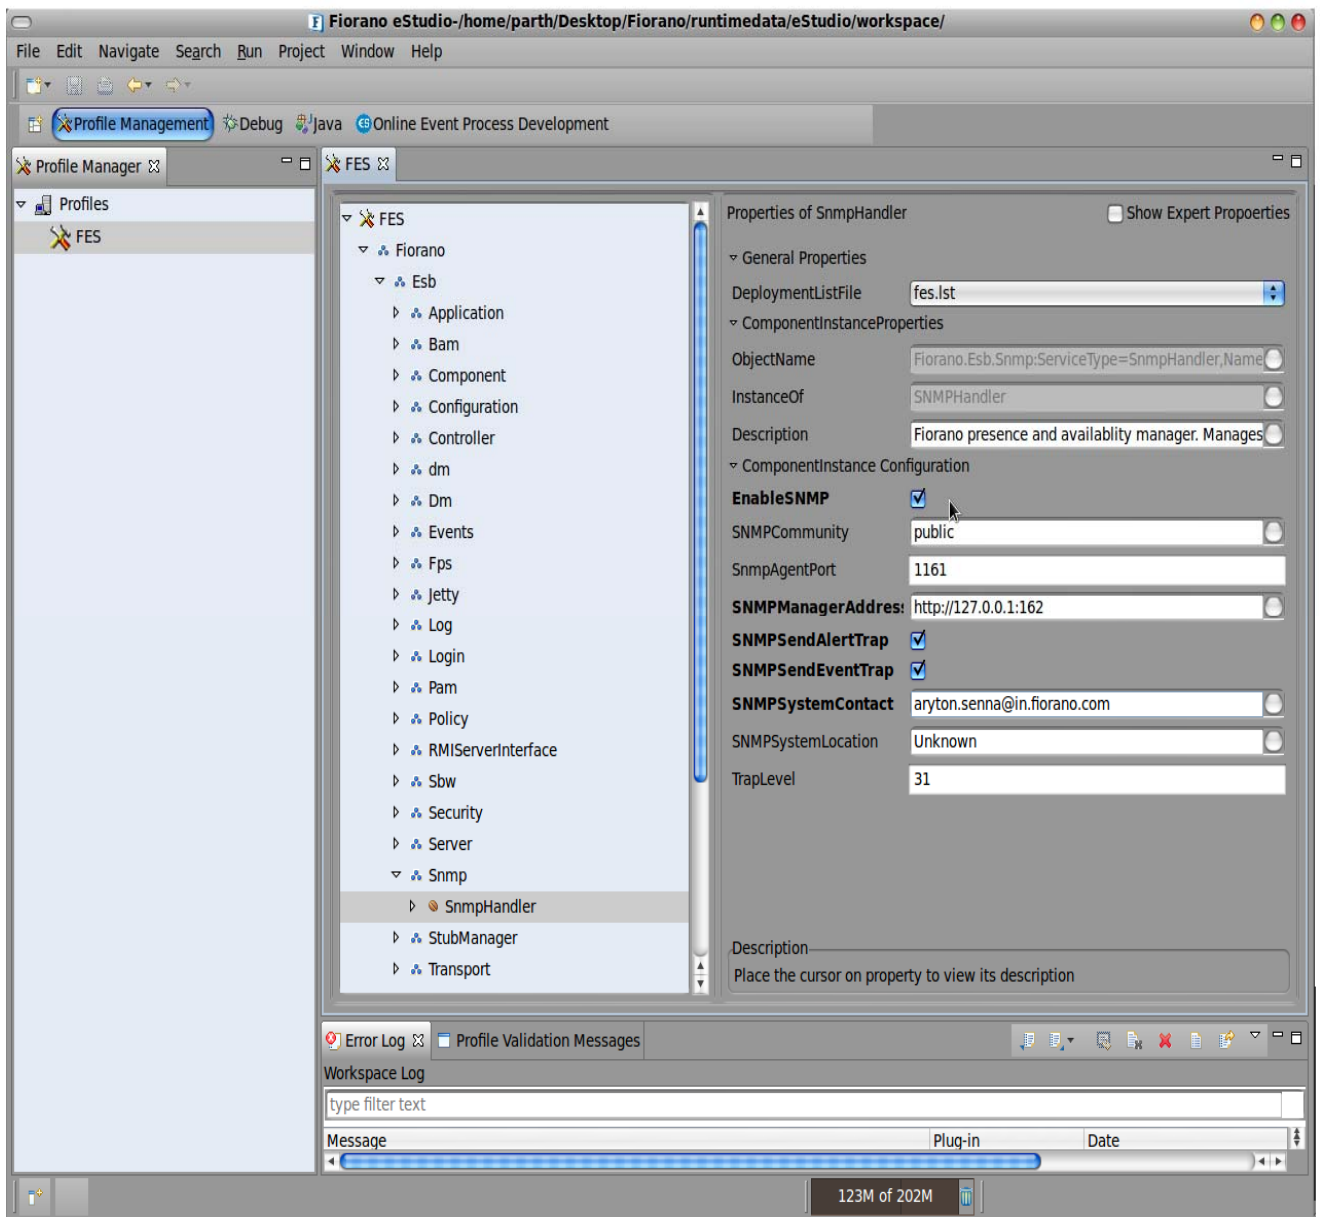 Fiorano eStudio-/home/parth/Desktop/Fiorano/runtimedata/eStudio/workspace/
File Edit Navigate Search Run Project Window Help
Profile Management Debug Java Online Event Process Development
Profile Manager
Profiles
FES
FES
FES
Fiorano
Esb
Application
Bam
Component
Configuration
Controller
dm
Dm
Events
Fps
Jetty
Log
Login
Pam
Policy
RMIServerInterface
Sbw
Security
Server
Snmp
SnmpHandler
StubManager
Transport
Properties of SnmpHandler
Show Expert Propoerties
General Properties
DeploymentListFile fes.lst
ComponentInstanceProperties
ObjectName Fiorano.Esb.Snmp:ServiceType=SnmpHandler,Name
InstanceOf SNMPHandler
Description Fiorano presence and availablity manager. Manages
ComponentInstance Configuration
EnableSNMP
SNMPCommunity public
SnmpAgentPort 1161
SNMPManagerAddres: http://127.0.0.1:162
SNMPSendAlertTrap
SNMPSendEventTrap
SNMPSystemContact aryton.senna@in.fiorano.com
SNMPSystemLocation Unknown
TrapLevel 31
Description
Place the cursor on property to view its description
Error Log Profile Validation Messages
Workspace Log
type filter text
Message Plug-in Date
123M of 202M